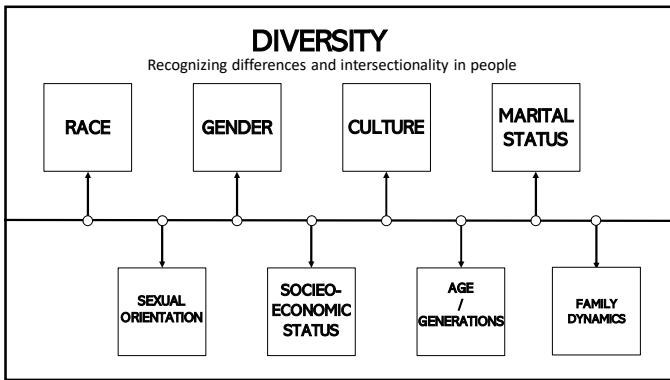 DIVERSITY
Recognizing differences and intersectionality in people
RACE
GENDER
CULTURE
MARITAL
STATUS
SEXUAL
ORIENTATION
SOCIEO-
ECONOMIC
STATUS
AGE
/
GENERATIONS
FAMILY
DYNAMICS